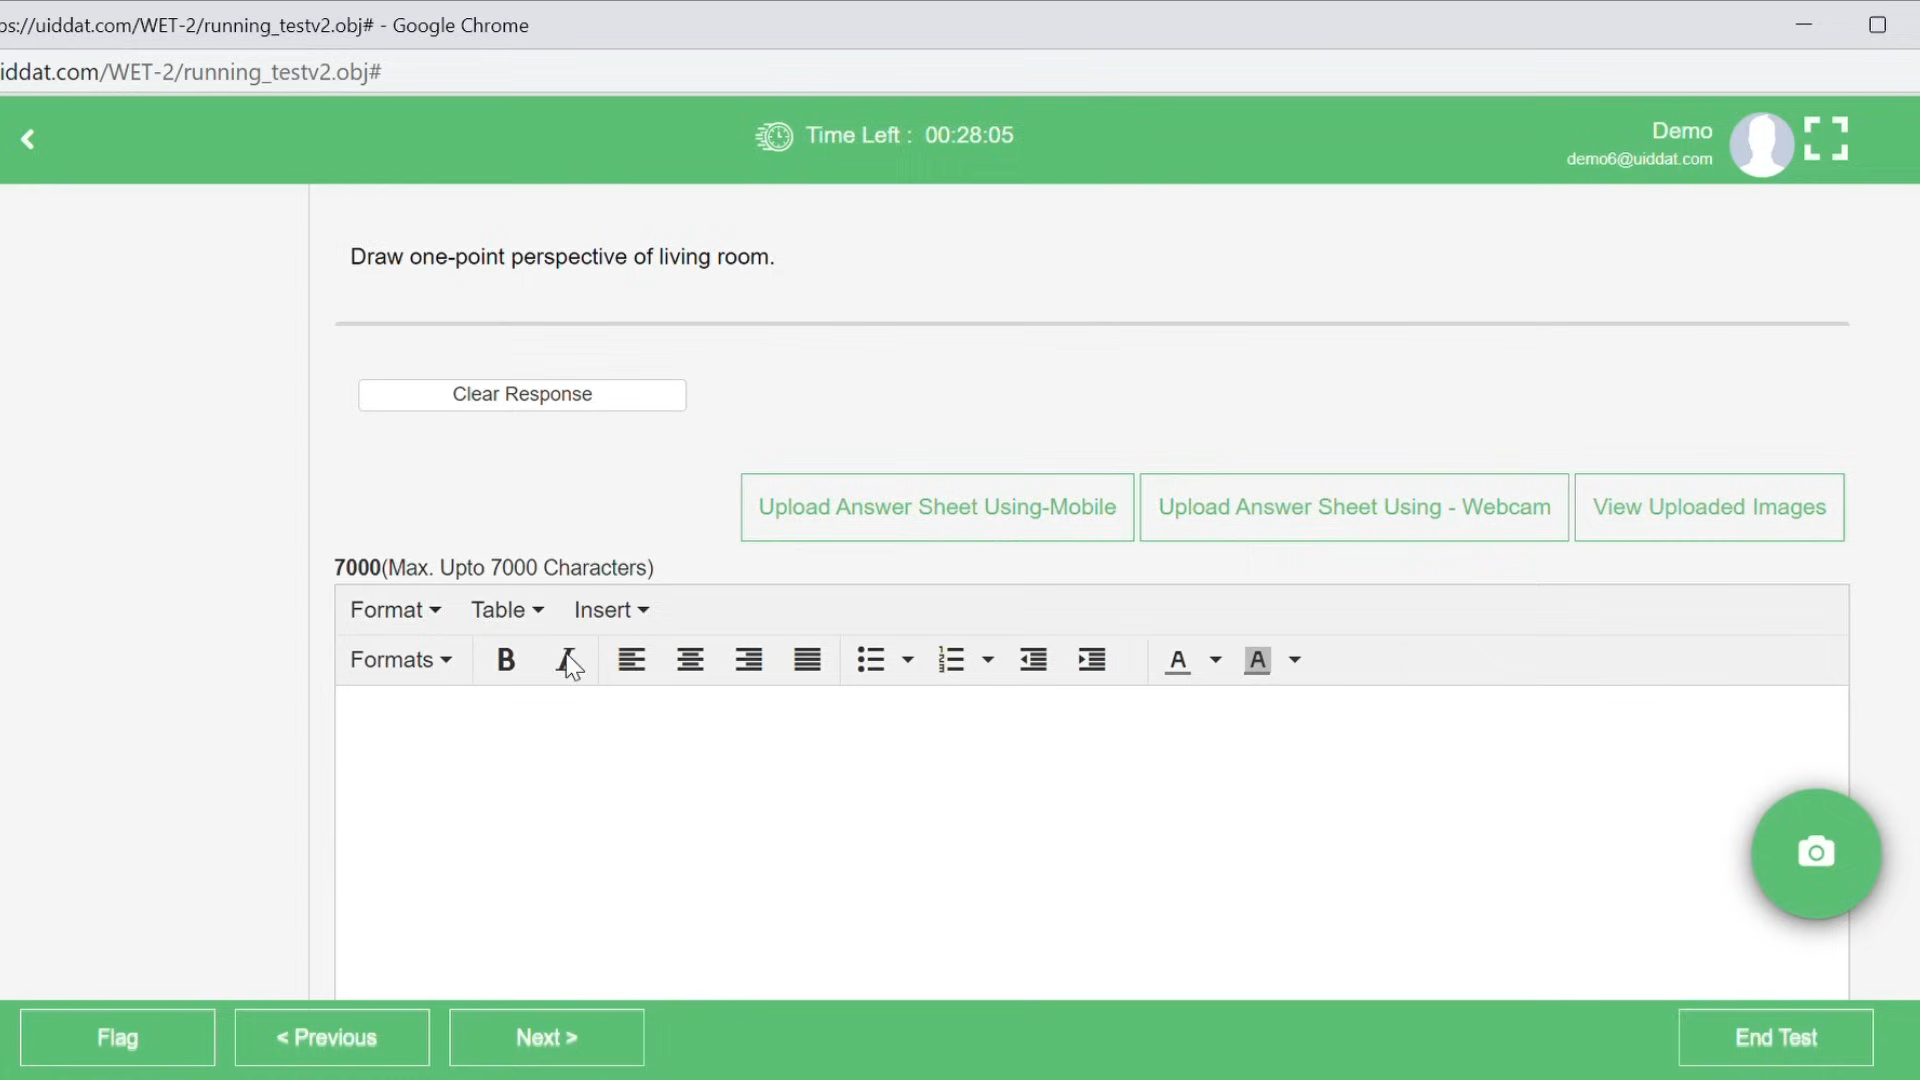 ps://uiddat.com/WET-2/running_testv2.obj# - Google Chrome
iddat.com/WET-2/running_testv2.obj#
Time Left : 00:28:05
Demo
demo6@uiddat.com
Draw one-point perspective of living room.
Clear Response
Upload Answer Sheet Using-Mobile
Upload Answer Sheet Using - Webcam
View Uploaded Images
7000(Max. Upto 7000 Characters)
Format Table Insert
Formats B I A A
Flag
< Previous
Next >
End Test